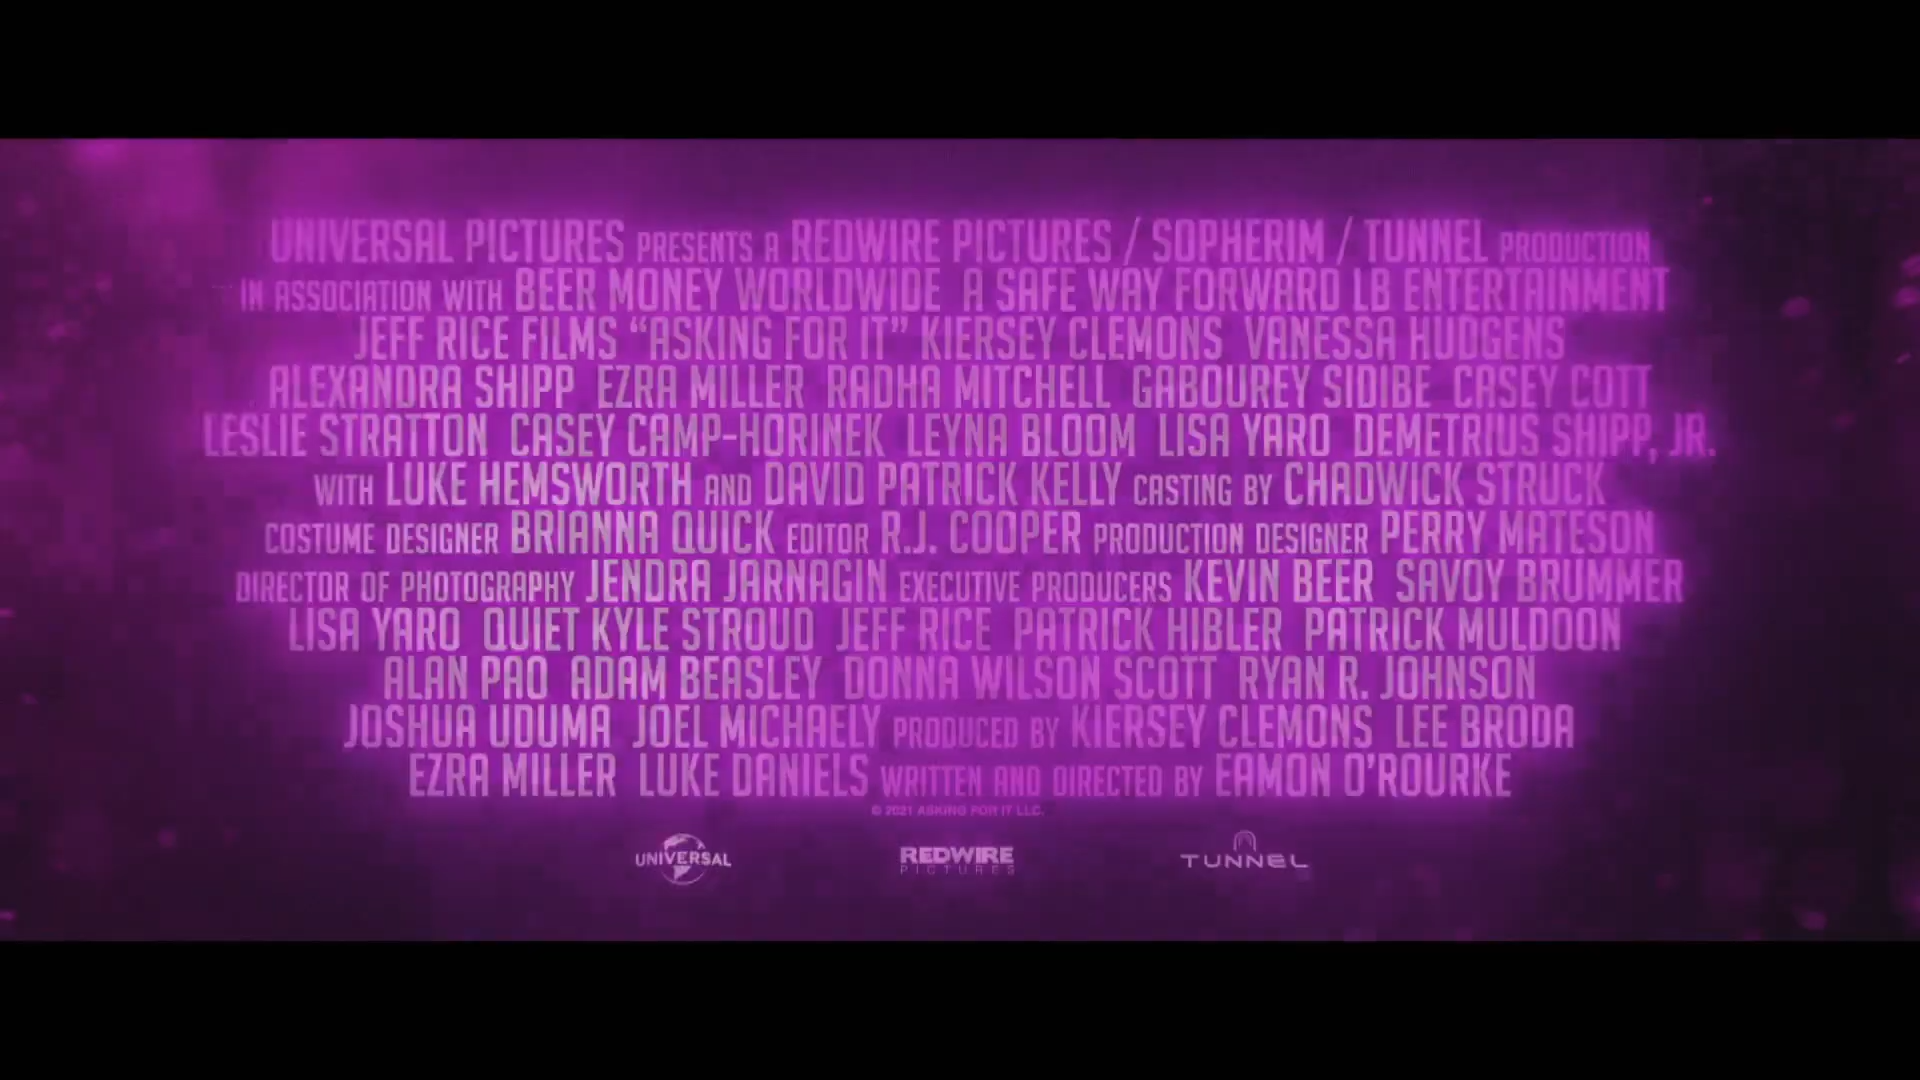 UNIVERSAL PICTURES PRESENTS A REDWIRE PICTURES / SOPHERIM / TUNNEL PRODUCTION
IN ASSOCIATION WITH BEER MONEY WORLDWIDE A SAFE WAY FORWARD LB ENTERTAINMENT
JEFF RICE FILMS “ASKING FOR IT” KIERSEY CLEMONS VANESSA HUDGENS
ALEXANDRA SHIPP EZRA MILLER RADHA MITCHELL GABOUREY SIDIBE CASEY COTT
LESLIE STRATTON CASEY CAMP-HORINEK LEYNA BLOOM LISA YARO DEMETRIUS SHIPP, JR.
WITH LUKE HEMSWORTH AND DAVID PATRICK KELLY CASTING BY CHADWICK STRUCK
COSTUME DESIGNER BRIANNA QUICK EDITOR R.J. COOPER PRODUCTION DESIGNER PERRY MATESON
DIRECTOR OF PHOTOGRAPHY JENDRA JARNAGIN EXECUTIVE PRODUCERS KEVIN BEER SAVOY BRUMMER
LISA YARO QUIET KYLE STROUD JEFF RICE PATRICK HIBLER PATRICK MULDOON
ALAN PAO ADAM BEASLEY DONNA WILSON SCOTT RYAN R. JOHNSON
JOSHUA UDUMA JOEL MICHAELY PRODUCED BY KIERSEY CLEMONS LEE BRODA
EZRA MILLER LUKE DANIELS WRITTEN AND DIRECTED BY EAMON O’ROURKE
© 2021 ASKING FOR IT LLC.
UNIVERSAL
REDWIRE
PICTURES
TUNNEL